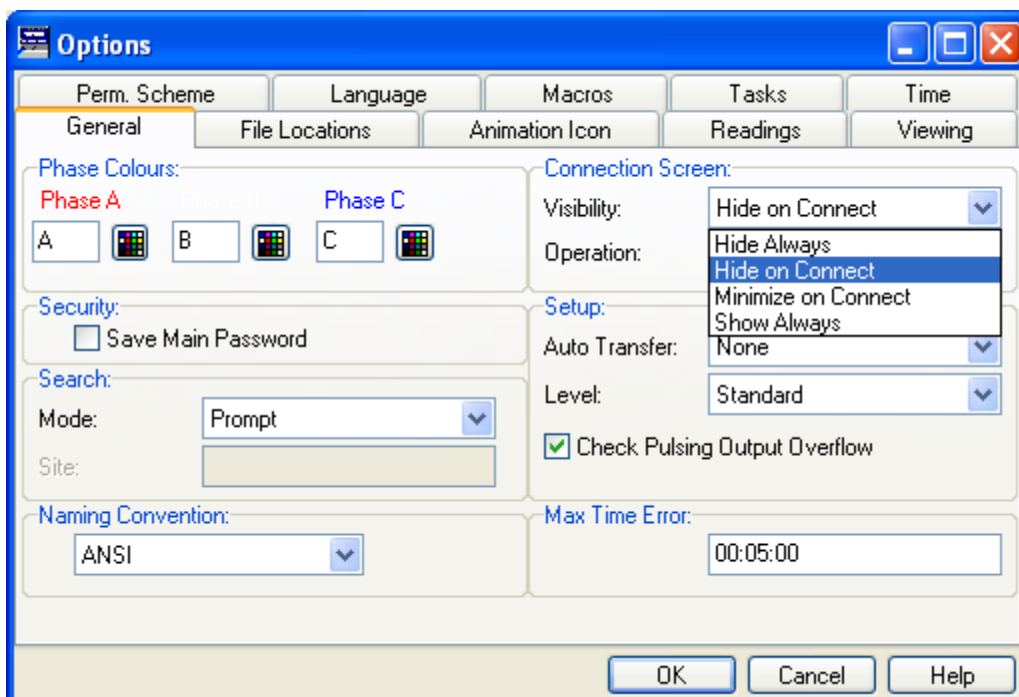 Options
Perm. Scheme Language Macros Tasks Time
General File Locations Animation Icon Readings Viewing
Phase Colours:
Phase A Phase B Phase C
A B C
Security:
Save Main Password
Search:
Mode: Prompt
Site:
Naming Convention:
ANSI
Connection Screen:
Visibility: Hide on Connect
Operation:
Hide Always
Hide on Connect
Minimize on Connect
Show Always
Setup:
Auto Transfer: None
Level: Standard
Check Pulsing Output Overflow
Max Time Error:
00:05:00
OK Cancel Help